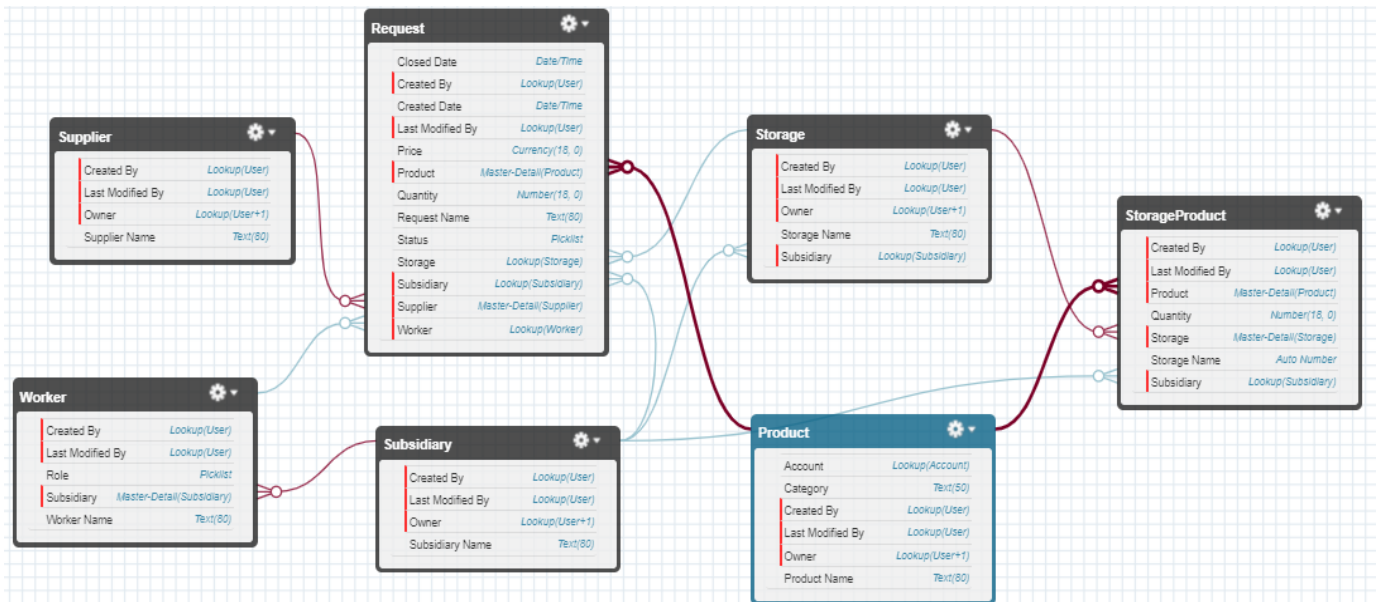 Request
Closed Date Date/Time
Created By Lookup(User)
Created Date Date/Time
Last Modified By Lookup(User)
Price Currency(18, 0)
Product Master-Detail(Product)
Quantity Number(18, 0)
Request Name Text(80)
Status Picklist
Storage Lookup(Storage)
Subsidiary Lookup(Subsidiary)
Supplier Master-Detail(Supplier)
Worker Lookup(Worker)
Supplier
Created By Lookup(User)
Last Modified By Lookup(User)
Owner Lookup(User+1)
Supplier Name Text(80)
Storage
Created By Lookup(User)
Last Modified By Lookup(User)
Owner Lookup(User+1)
Storage Name Text(80)
Subsidiary Lookup(Subsidiary)
StorageProduct
Created By Lookup(User)
Last Modified By Lookup(User)
Product Master-Detail(Product)
Quantity Number(18, 0)
Storage Master-Detail(Storage)
Storage Name Auto Number
Subsidiary Lookup(Subsidiary)
Worker
Created By Lookup(User)
Last Modified By Lookup(User)
Role Picklist
Subsidiary Master-Detail(Subsidiary)
Worker Name Text(80)
Subsidiary
Created By Lookup(User)
Last Modified By Lookup(User)
Owner Lookup(User+1)
Subsidiary Name Text(80)
Product
Account Lookup(Account)
Category Text(50)
Created By Lookup(User)
Last Modified By Lookup(User)
Owner Lookup(User+1)
Product Name Text(80)